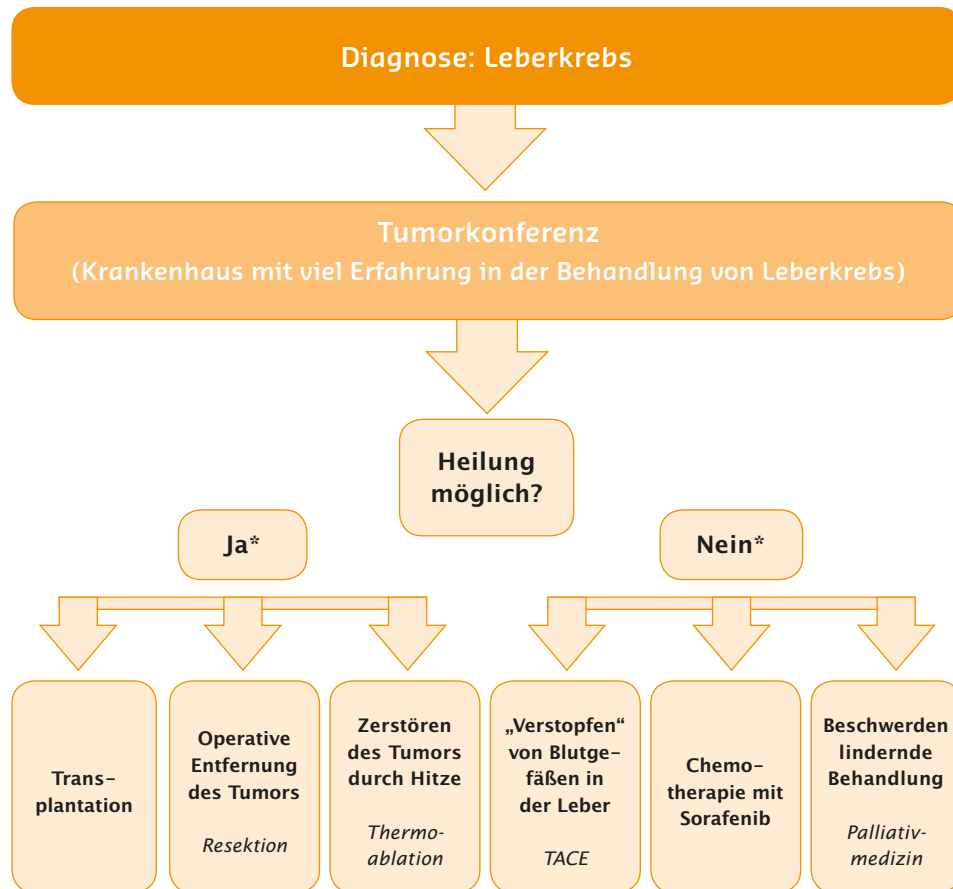 Diagnose: Leberkrebs
Tumorkonferenz
(Krankenhaus mit viel Erfahrung in der Behandlung von Leberkrebs)
Heilung
möglich?
Ja*
Nein*
Trans-
plantation
Operative
Entfernung
des Tumors
Resektion
Zerstören
des Tumors
durch Hitze
Thermo-
ablation
„Verstopfen“
von Blutge-
fäßen in
der Leber
TACE
Chemo-
therapie mit
Sorafenib
Beschwerden
lindernde
Behandlung
Palliativ-
medizin